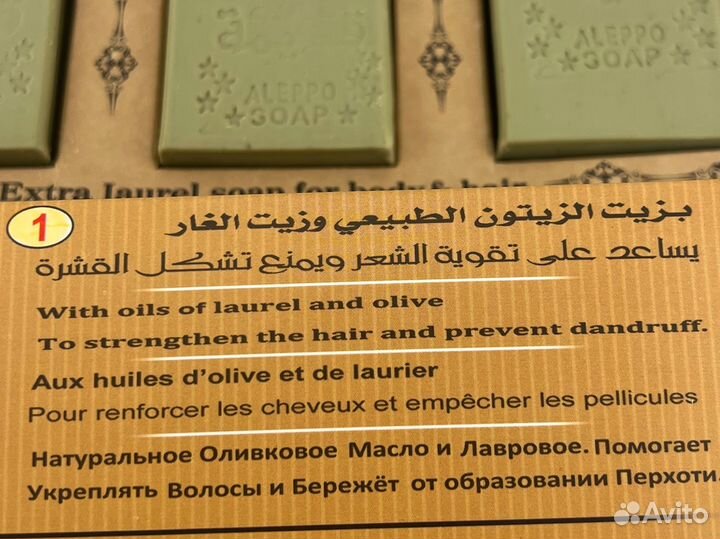 ALEPPO
SOAP
ALEPPO
SOAP
Extra Laurel soap for body & hair
1
بزيت الزيتون الطبيعي وزيت الغار
يساعد على تقوية الشعر ويمنع تشكل القشرة
With oils of laurel and olive
To strengthen the hair and prevent dandruff.
Aux huiles d'olive et de laurier
Pour renforcer les cheveux et empêcher les pellicules
Натуральное Оливковое Масло и Лавровое. Помогает
Укреплять Волосы и Бережёт от образовании Перхоти.
Avito